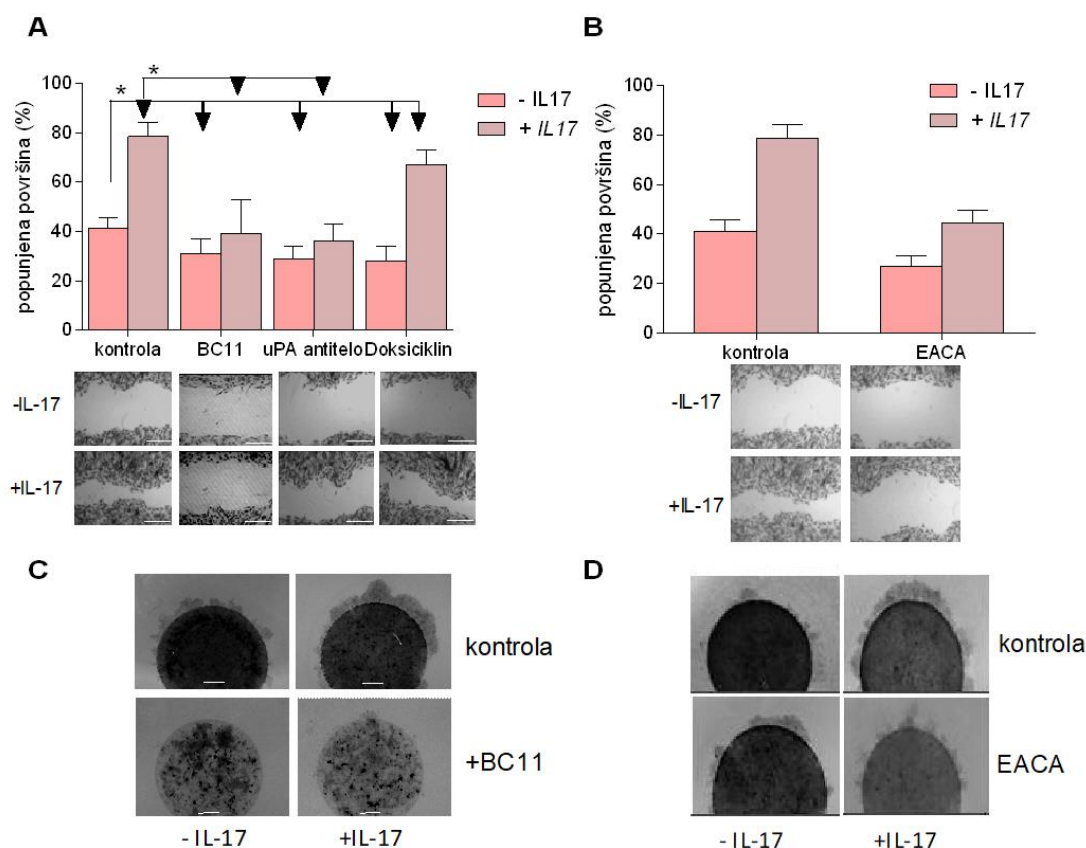 A
B
*
*
100
80
60
40
20
0
popunjena površina (%)
- IL17
+ IL17
kontrola BC11 uPA antitelo Doksiciklin
-IL-17
+IL-17
100
80
60
40
20
0
popunjena površina (%)
- IL17
+ IL17
kontrola EACA
-IL-17
+IL-17
C
kontrola
+BC11
- IL-17 +IL-17
D
kontrola
EACA
- IL-17 +IL-17